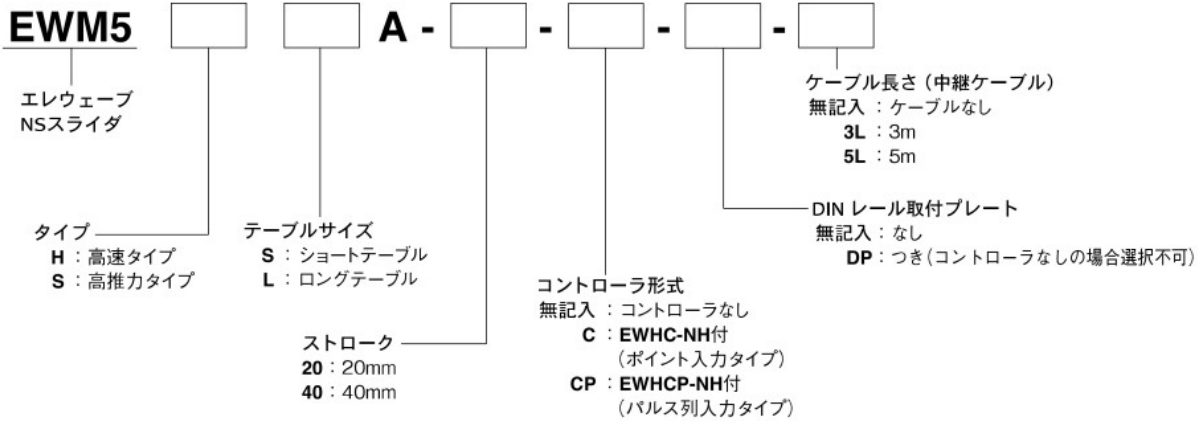 EWM5 A - - - -
エレウェーブ
NSスライダ
タイプ
H：高速タイプ
S：高推力タイプ
テーブルサイズ
S：ショートテーブル
L：ロングテーブル
ストローク
20：20mm
40：40mm
コントローラ形式
無記入：コントローラなし
C：EWHC-NH付
（ポイント入力タイプ）
CP：EWHCP-NH付
（パルス列入力タイプ）
DIN レール取付プレート
無記入：なし
DP：つき（コントローラなしの場合選択不可）
ケーブル長さ（中継ケーブル）
無記入：ケーブルなし
3L：3m
5L：5m